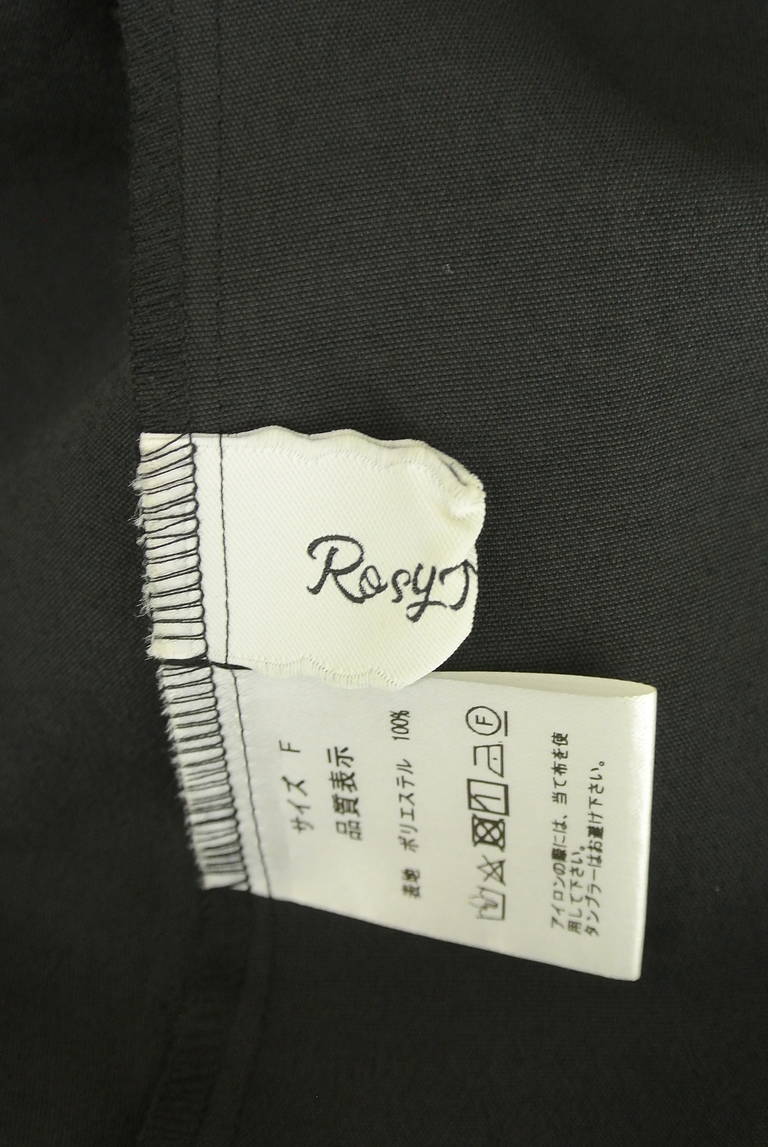 Rosy
サイズ F
品質表示
表地 ポリエステル 100%
F
アイロンの際には、当て布を使
用して下さい。
タンブラーはお避け下さい。